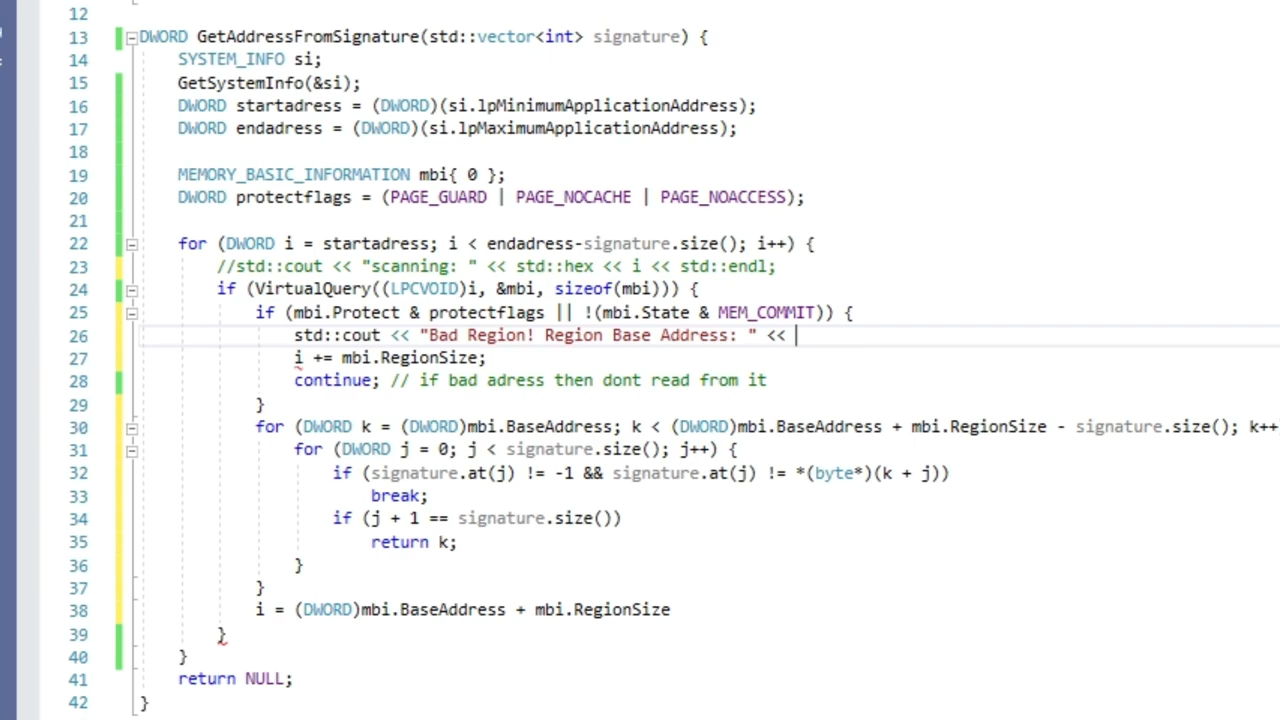 12
13 DWORD GetAddressFromSignature(std::vector<int> signature) {
14 SYSTEM_INFO si;
15 GetSystemInfo(&si);
16 DWORD startadress = (DWORD)(si.lpMinimumApplicationAddress);
17 DWORD endadress = (DWORD)(si.lpMaximumApplicationAddress);
18
19 MEMORY_BASIC_INFORMATION mbi{ 0 };
20 DWORD protectflags = (PAGE_GUARD | PAGE_NOCACHE | PAGE_NOACCESS);
21
22 for (DWORD i = startadress; i < endadress-signature.size(); i++) {
23 //std::cout << "scanning: " << std::hex << i << std::endl;
24 if (VirtualQuery((LPCVOID)i, &mbi, sizeof(mbi))) {
25 if (mbi.Protect & protectflags || !(mbi.State & MEM_COMMIT)) {
26 std::cout << "Bad Region! Region Base Address: " <<
27 i += mbi.RegionSize;
28 continue; // if bad adress then dont read from it
29 }
30 for (DWORD k = (DWORD)mbi.BaseAddress; k < (DWORD)mbi.BaseAddress + mbi.RegionSize - signature.size(); k++
31 for (DWORD j = 0; j < signature.size(); j++) {
32 if (signature.at(j) != -1 && signature.at(j) != *(byte*)(k + j))
33 break;
34 if (j + 1 == signature.size())
35 return k;
36 }
37 }
38 i = (DWORD)mbi.BaseAddress + mbi.RegionSize
39 }
40 }
41 return NULL;
42 }